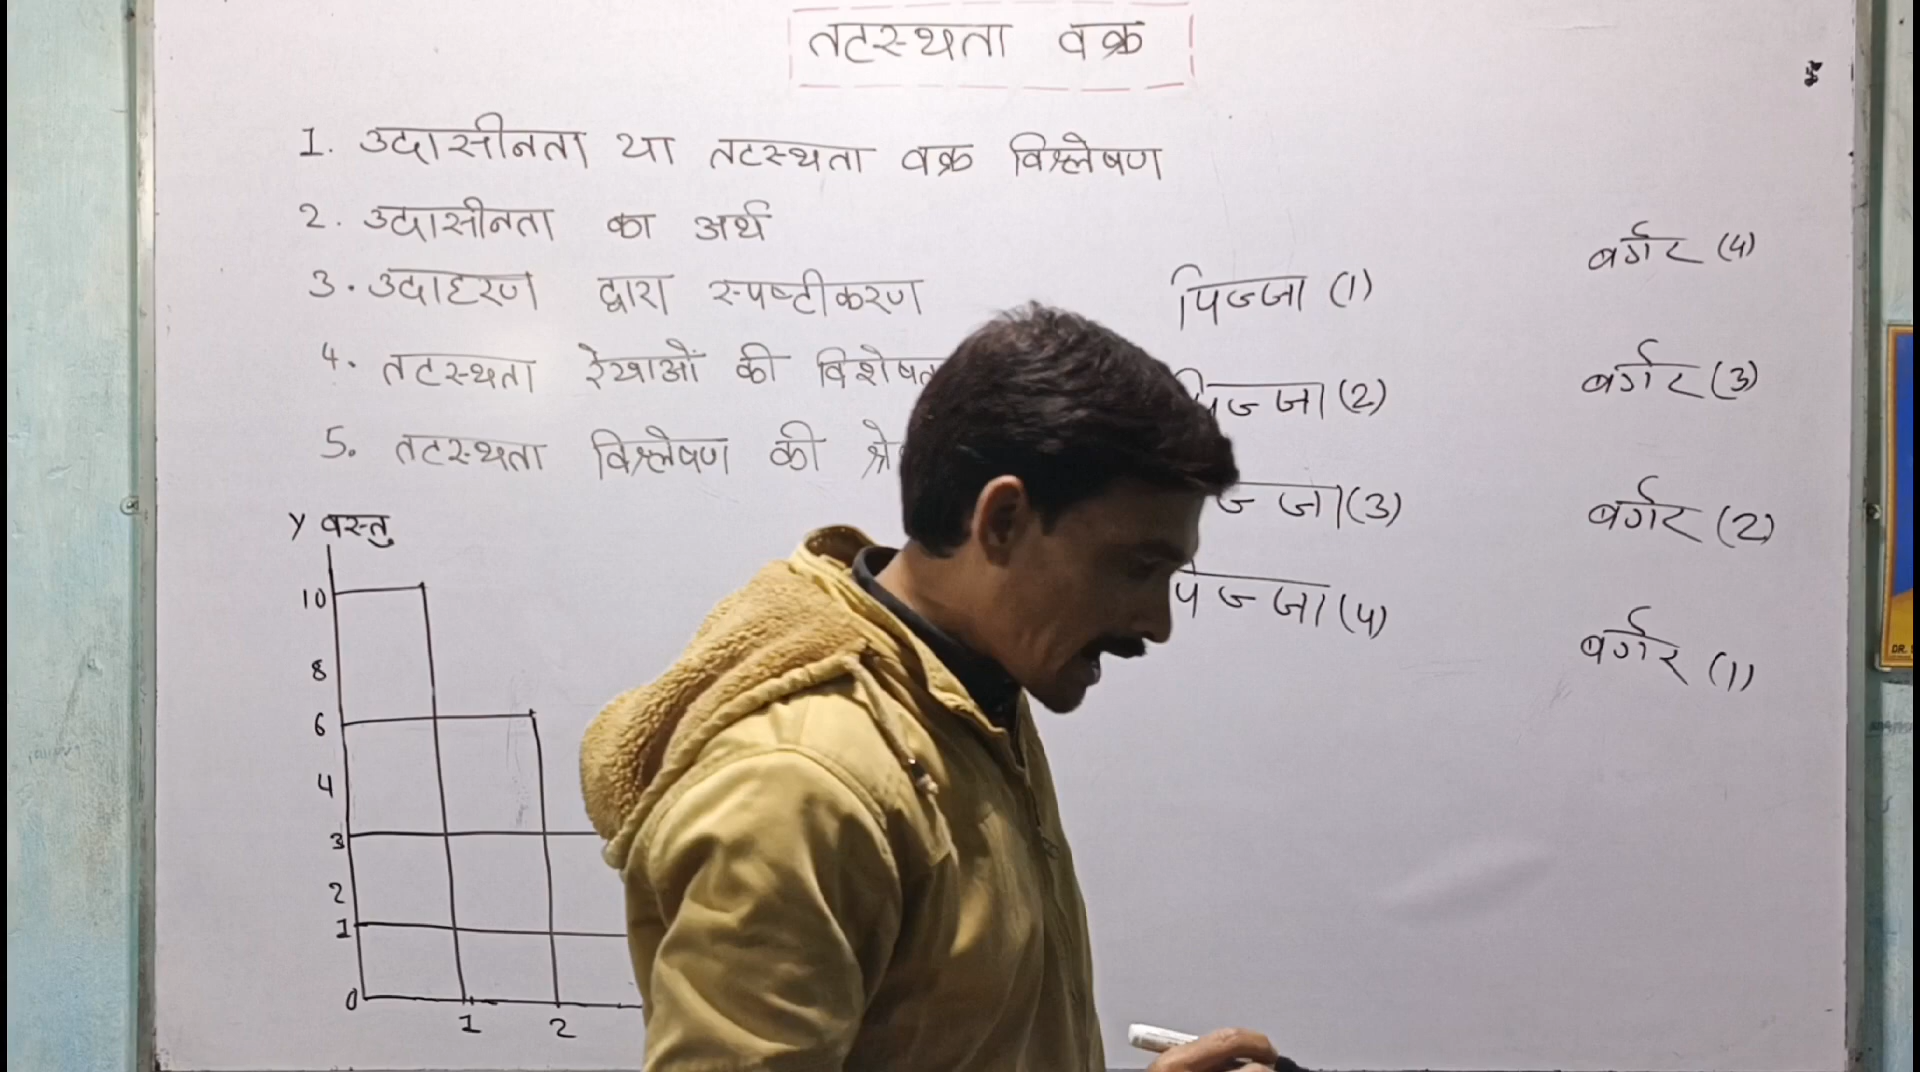 तटस्थता वक्र
1. उदासीनता या तटस्थता वक्र विश्लेषण
2. उदासीनता का अर्थ
3. उदाहरण द्वारा स्पष्टीकरण
4. तटस्थता रेखाओं की
5. तटस्थता विश्लेषण की
पिज्जा (1) बर्गर (4)
(2) बर्गर (3)
(3) बर्गर (2)
(4) बर्गर (1)
Y वस्तु
10
8
6
4
3
2
1
0
1 2
DR.